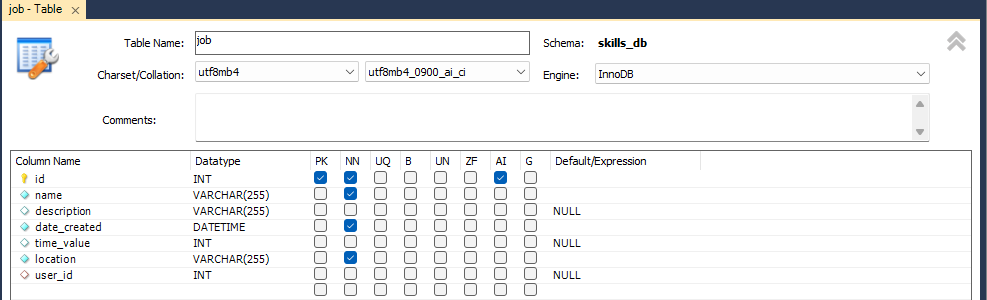 job - Table ×
Table Name: job Schema: skills_db
Charset/Collation: utf8mb4 utf8mb4_0900_ai_ci Engine: InnoDB
Comments:
Column Name Datatype PK NN UQ B UN ZF AI G Default/Expression
id INT
name VARCHAR(255)
description VARCHAR(255) NULL
date_created DATETIME
time_value INT NULL
location VARCHAR(255)
user_id INT NULL